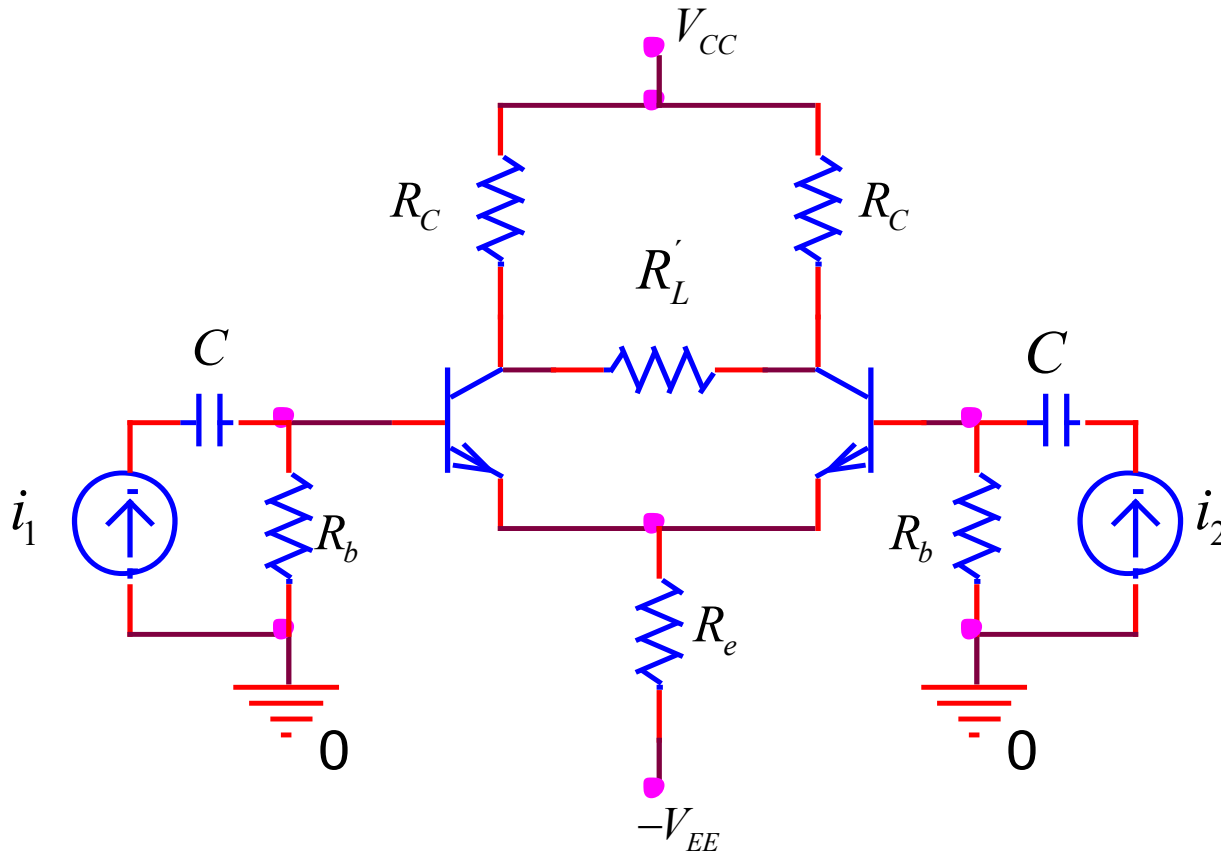 V_CC
R_C R_C
R_L′
C C
i_1 R_b R_b i_2
R_e
0 0
−V_EE